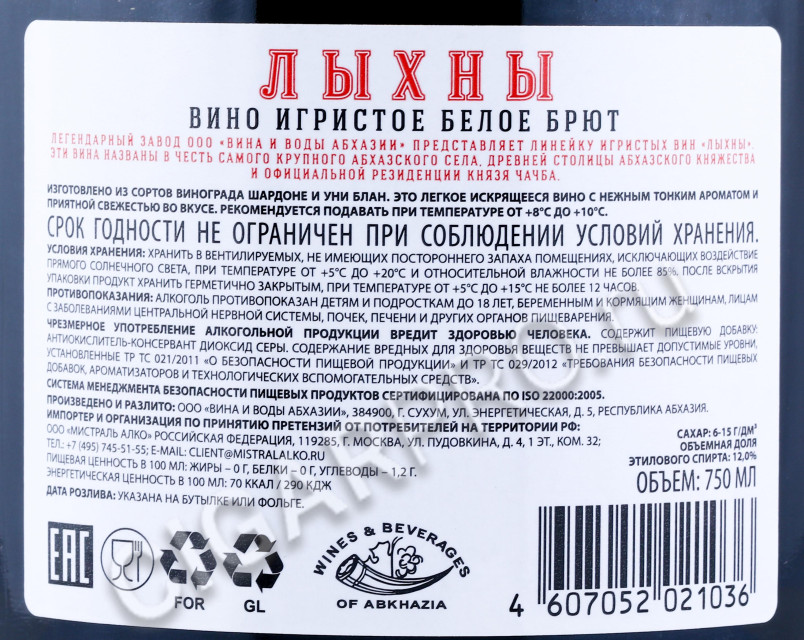 ЛЫХНЫ
ВИНО ИГРИСТОЕ БЕЛОЕ БРЮТ
ЛЕГЕНДАРНЫЙ ЗАВОД ООО «ВИНА И ВОДЫ АБХАЗИИ» ПРЕДСТАВЛЯЕТ ЛИНЕЙКУ ИГРИСТЫХ ВИН «ЛЫХНЫ».
ЭТИ ВИНА НАЗВАНЫ В ЧЕСТЬ САМОГО КРУПНОГО АБХАЗСКОГО СЕЛА, ДРЕВНЕЙ СТОЛИЦЫ АБХАЗСКОГО КНЯЖЕСТВА
И ОФИЦИАЛЬНОЙ РЕЗИДЕНЦИИ КНЯЗЯ ЧАЧБА.
ИЗГОТОВЛЕНО ИЗ СОРТОВ ВИНОГРАДА ШАРДОНЕ И УНИ БЛАН. ЭТО ЛЕГКОЕ ИСКРЯЩЕЕСЯ ВИНО С НЕЖНЫМ ТОНКИМ АРОМАТОМ И
ПРИЯТНОЙ СВЕЖЕСТЬЮ ВО ВКУСЕ. РЕКОМЕНДУЕТСЯ ПОДАВАТЬ ПРИ ТЕМПЕРАТУРЕ ОТ +8°С ДО +10°С.
СРОК ГОДНОСТИ НЕ ОГРАНИЧЕН ПРИ СОБЛЮДЕНИИ УСЛОВИЙ ХРАНЕНИЯ.
УСЛОВИЯ ХРАНЕНИЯ: ХРАНИТЬ В ВЕНТИЛИРУЕМЫХ, НЕ ИМЕЮЩИХ ПОСТОРОННЕГО ЗАПАХА ПОМЕЩЕНИЯХ, ИСКЛЮЧАЮЩИХ ВОЗДЕЙСТВИЕ
ПРЯМОГО СОЛНЕЧНОГО СВЕТА, ПРИ ТЕМПЕРАТУРЕ ОТ +5°С ДО +20°С И ОТНОСИТЕЛЬНОЙ ВЛАЖНОСТИ НЕ БОЛЕЕ 85%. ПОСЛЕ ВСКРЫТИЯ
УПАКОВКИ ПРОДУКТ ХРАНИТЬ ГЕРМЕТИЧНО ЗАКРЫТЫМ, ПРИ ТЕМПЕРАТУРЕ ОТ +5°С ДО +15°С НЕ БОЛЕЕ 12 ЧАСОВ.
ПРОТИВОПОКАЗАНИЯ: АЛКОГОЛЬ ПРОТИВОПОКАЗАН ДЕТЯМ И ПОДРОСТКАМ ДО 18 ЛЕТ, БЕРЕМЕННЫМ И КОРМЯЩИМ ЖЕНЩИНАМ, ЛИЦАМ
С ЗАБОЛЕВАНИЯМИ ЦЕНТРАЛЬНОЙ НЕРВНОЙ СИСТЕМЫ, ПОЧЕК, ПЕЧЕНИ И ДРУГИХ ОРГАНОВ ПИЩЕВАРЕНИЯ.
ЧРЕЗМЕРНОЕ УПОТРЕБЛЕНИЕ АЛКОГОЛЬНОЙ ПРОДУКЦИИ ВРЕДИТ ЗДОРОВЬЮ ЧЕЛОВЕКА. СОДЕРЖИТ ПИЩЕВУЮ ДОБАВКУ:
АНТИОКИСЛИТЕЛЬ-КОНСЕРВАНТ ДИОКСИД СЕРЫ. СОДЕРЖАНИЕ ВРЕДНЫХ ДЛЯ ЗДОРОВЬЯ ВЕЩЕСТВ НЕ ПРЕВЫШАЕТ ДОПУСТИМЫЕ УРОВНИ,
УСТАНОВЛЕННЫЕ ТР ТС 021/2011 «О БЕЗОПАСНОСТИ ПИЩЕВОЙ ПРОДУКЦИИ» И ТР ТС 029/2012 «ТРЕБОВАНИЯ БЕЗОПАСНОСТИ ПИЩЕВЫХ
ДОБАВОК, АРОМАТИЗАТОРОВ И ТЕХНОЛОГИЧЕСКИХ ВСПОМОГАТЕЛЬНЫХ СРЕДСТВ».
СИСТЕМА МЕНЕДЖМЕНТА БЕЗОПАСНОСТИ ПИЩЕВЫХ ПРОДУКТОВ СЕРТИФИЦИРОВАНА ПО ISO 22000:2005.
ПРОИЗВЕДЕНО И РАЗЛИТО: ООО «ВИНА И ВОДЫ АБХАЗИИ», 384900, Г. СУХУМ, УЛ. ЭНЕРГЕТИЧЕСКАЯ, Д. 5, РЕСПУБЛИКА АБХАЗИЯ.
ИМПОРТЕР И ОРГАНИЗАЦИЯ ПО ПРИНЯТИЮ ПРЕТЕНЗИЙ ОТ ПОТРЕБИТЕЛЕЙ НА ТЕРРИТОРИИ РФ:
ООО «МИСТРАЛЬ АЛКО» РОССИЙСКАЯ ФЕДЕРАЦИЯ, 119285, Г. МОСКВА, УЛ. ПУДОВКИНА, Д. 4, 1 ЭТ., КОМ. 32;
ТЕЛ.: +7 (495) 745-51-55; E-MAIL: CLIENT@MISTRALALKO.RU
ПИЩЕВАЯ ЦЕННОСТЬ В 100 МЛ: ЖИРЫ – 0 Г, БЕЛКИ – 0 Г, УГЛЕВОДЫ – 1,2 Г.
ЭНЕРГЕТИЧЕСКАЯ ЦЕННОСТЬ В 100 МЛ: 70 ККАЛ / 290 КДЖ
ДАТА РОЗЛИВА: УКАЗАНА НА БУТЫЛКЕ ИЛИ ФОЛЬГЕ.
САХАР: 6-15 Г/ДМ³
ОБЪЕМНАЯ ДОЛЯ
ЭТИЛОВОГО СПИРТА: 12,0%
ОБЪЕМ: 750 МЛ
EAC
FOR
GL
WINES & BEVERAGES
OF ABKHAZIA
4 607052 021036
CIGARPRO.ru